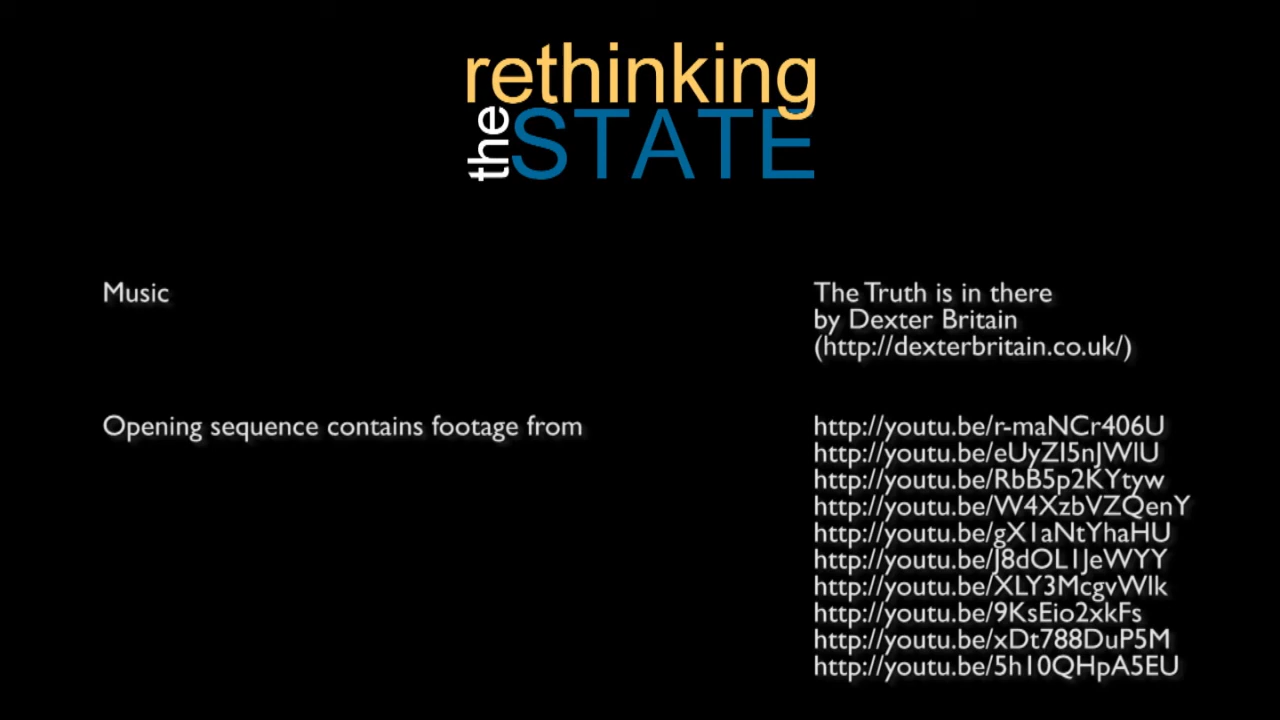 rethinking
the STATE
Music
The Truth is in there
by Dexter Britain
(http://dexterbritain.co.uk/)
Opening sequence contains footage from
http://youtu.be/r-maNCr406U
http://youtu.be/eUyZI5nJWIU
http://youtu.be/RbB5p2KYtyw
http://youtu.be/W4XzbVZQenY
http://youtu.be/gX1aNtYhaHU
http://youtu.be/J8dOL1JeWYY
http://youtu.be/XLY3McgvWIk
http://youtu.be/9KsEio2xkFs
http://youtu.be/xDt788DuP5M
http://youtu.be/5h10QHpA5EU